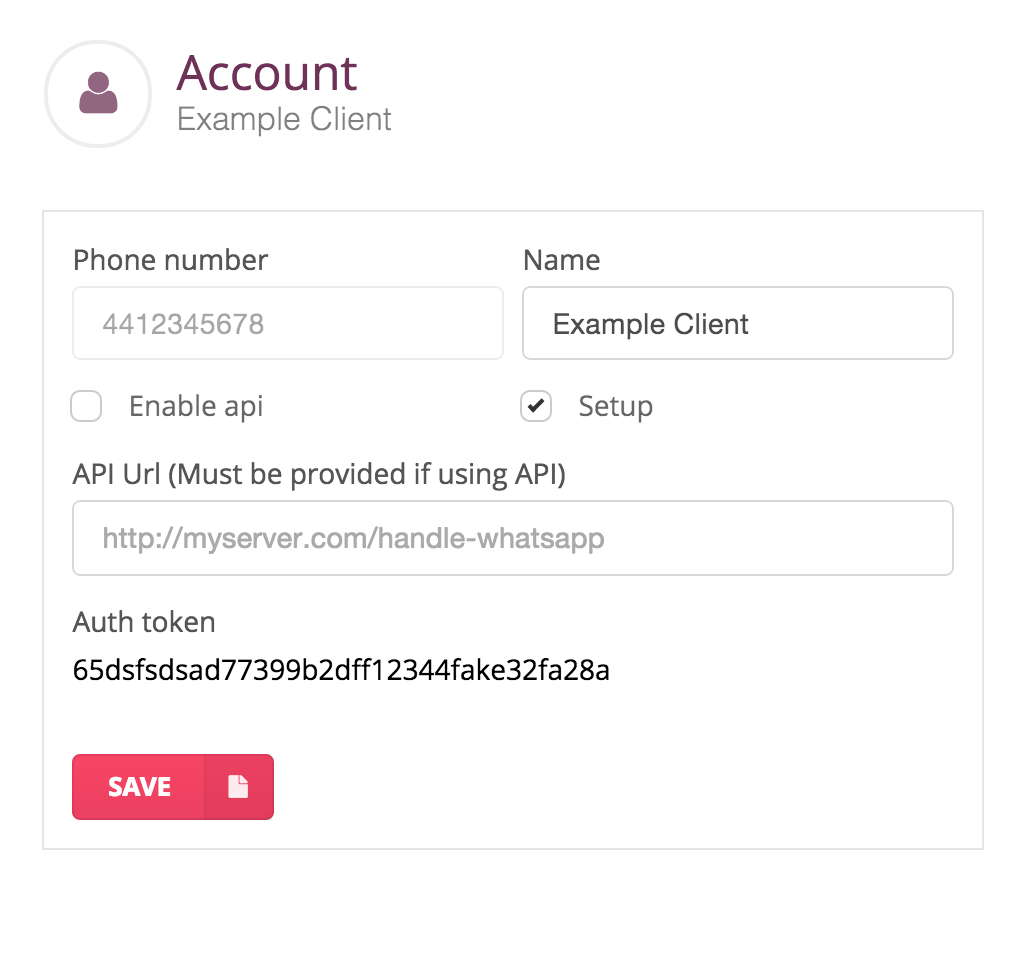 Account
Example Client
Phone number
Name
4412345678
Example Client
Enable api
Setup
API Url (Must be provided if using API)
http://myserver.com/handle-whatsapp
Auth token
65dsfsdsad77399b2dff12344fake32fa28a
SAVE